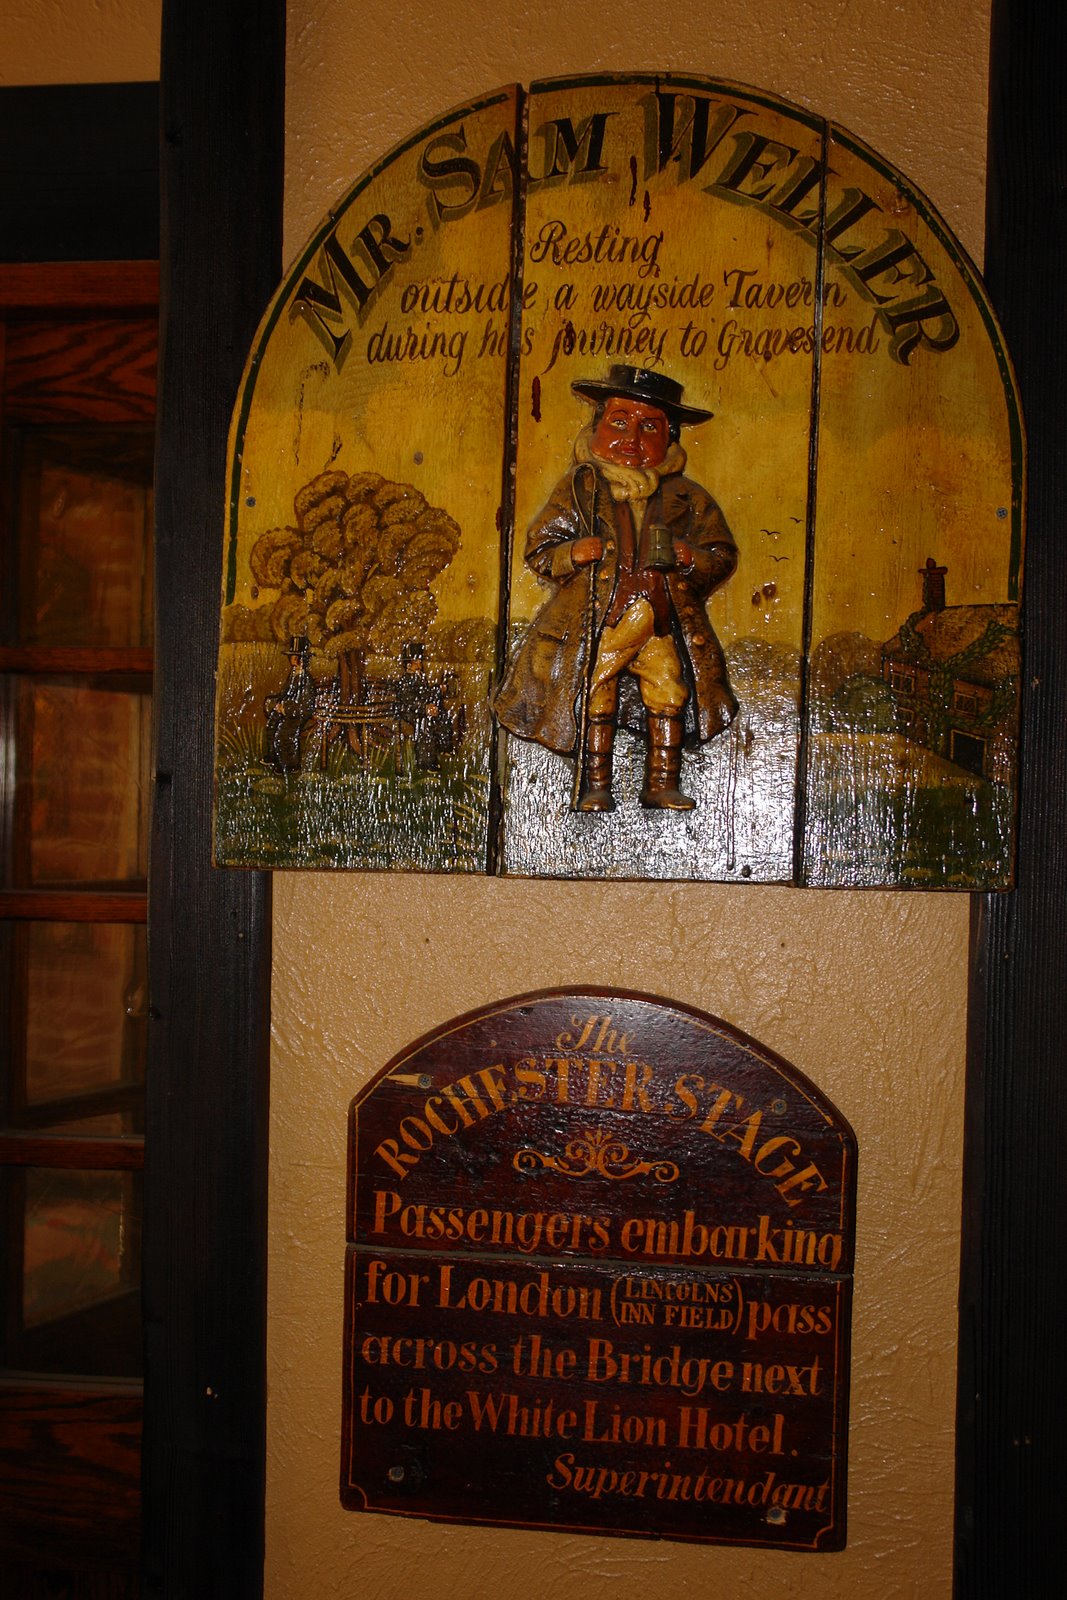 MR. SAM WELLER
Resting
outside a wayside Tavern
during his journey to Gravesend
The
ROCHESTER STAGE
Passengers embarking
for London (LINCOLNS INN FIELD) pass
across the Bridge next
to the White Lion Hotel.
Superintendant